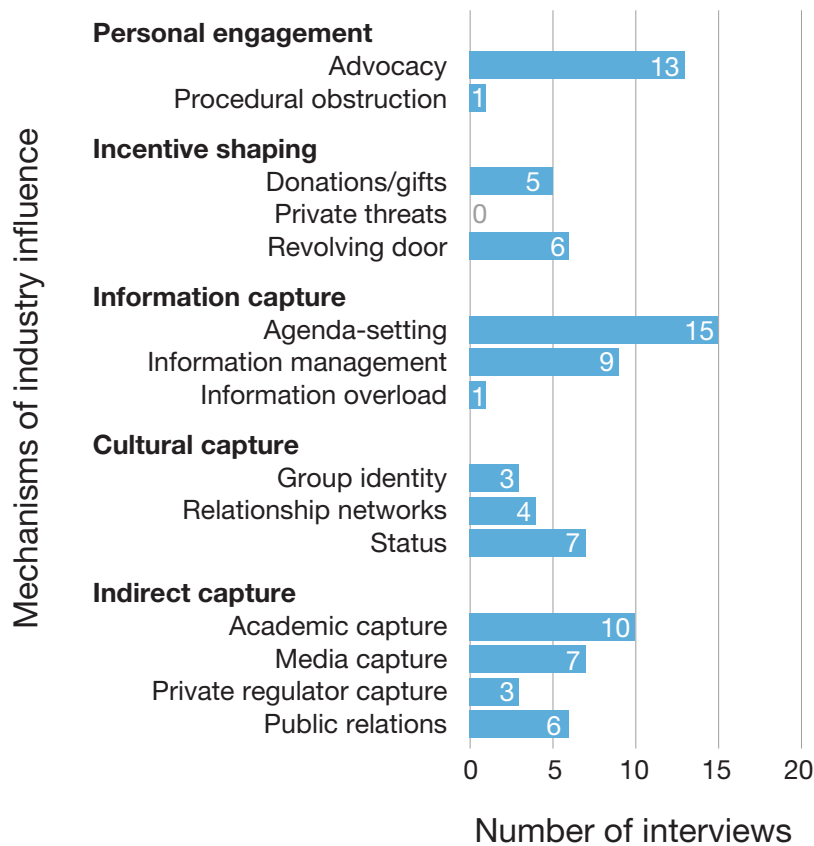 Mechanisms of industry influence
Personal engagement
Advocacy 13
Procedural obstruction 1
Incentive shaping
Donations/gifts 5
Private threats 0
Revolving door 6
Information capture
Agenda-setting 15
Information management 9
Information overload 1
Cultural capture
Group identity 3
Relationship networks 4
Status 7
Indirect capture
Academic capture 10
Media capture 7
Private regulator capture 3
Public relations 6
0 5 10 15 20
Number of interviews